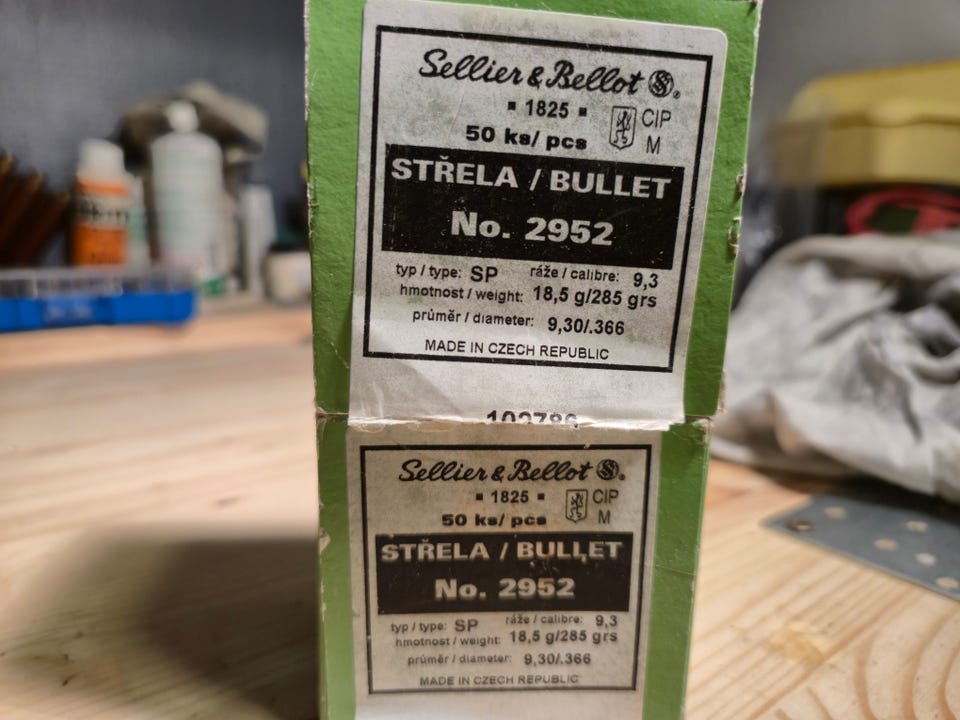 Sellier & Bellot
1825
CIP
50 ks/ pcs
M
STŘELA / BULLET
No. 2952
typ / type: SP ráže / calibre: 9,3
hmotnost / weight: 18,5 g/285 grs
průměr / diameter: 9,30/.366
MADE IN CZECH REPUBLIC
Sellier & Bellot
1825
CIP
50 ks/ pcs
M
STŘELA / BULLET
No. 2952
typ / type: SP ráže / calibre: 9,3
hmotnost / weight: 18,5 g/285 grs
průměr / diameter: 9,30/.366
MADE IN CZECH REPUBLIC